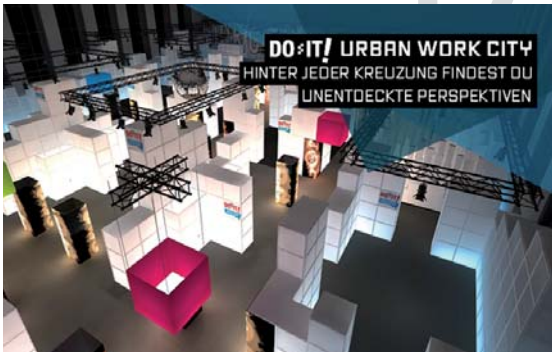 DO IT! URBAN WORK CITY
HINTER JEDER KREUZUNG FINDEST DU
UNENTDECKTE PERSPEKTIVEN